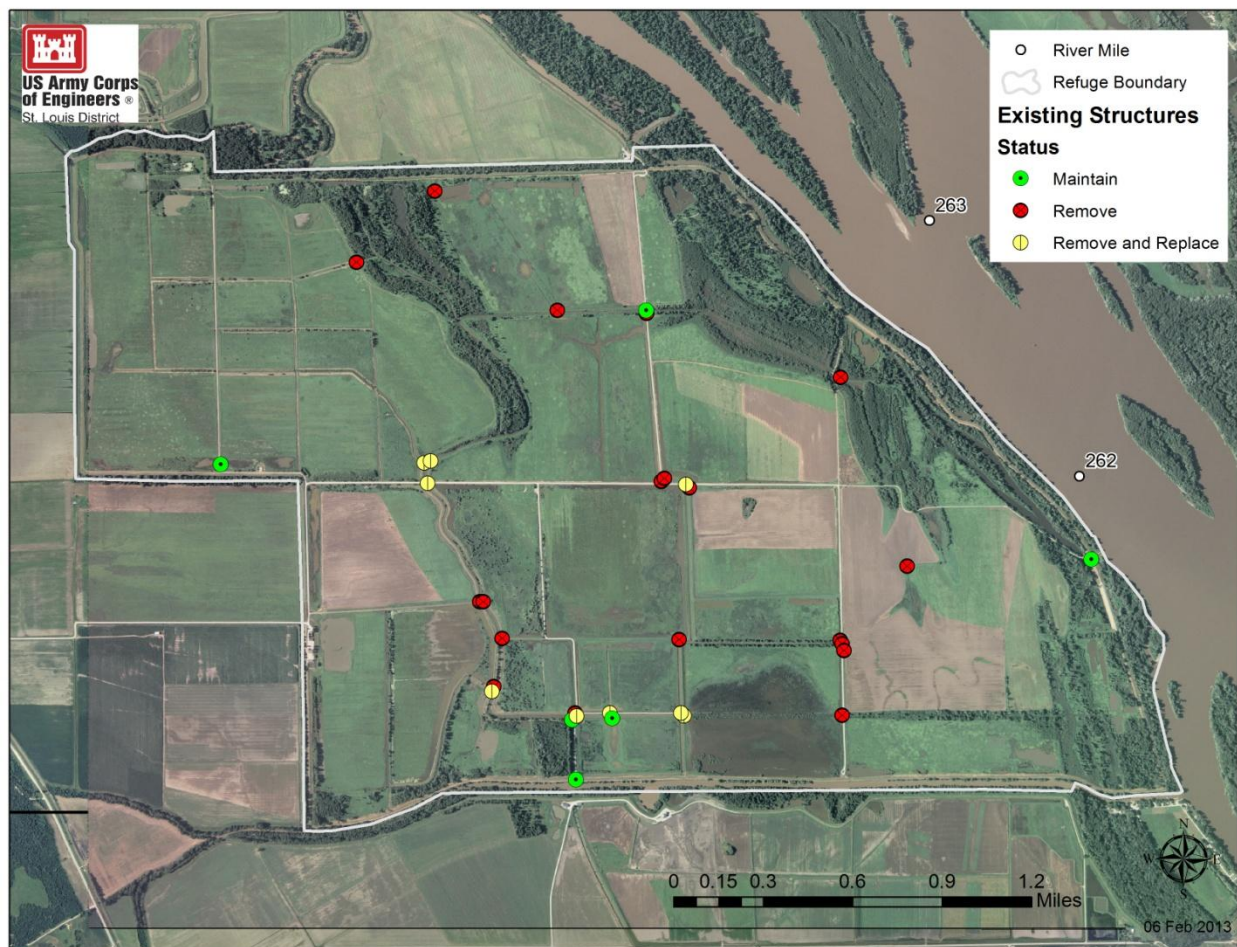 US Army Corps
of Engineers ®
St. Louis District
River Mile
Refuge Boundary
Existing Structures
Status
Maintain
Remove
Remove and Replace
263
262
N
W E
S
0 0.15 0.3 0.6 0.9 1.2
Miles
06 Feb 2013